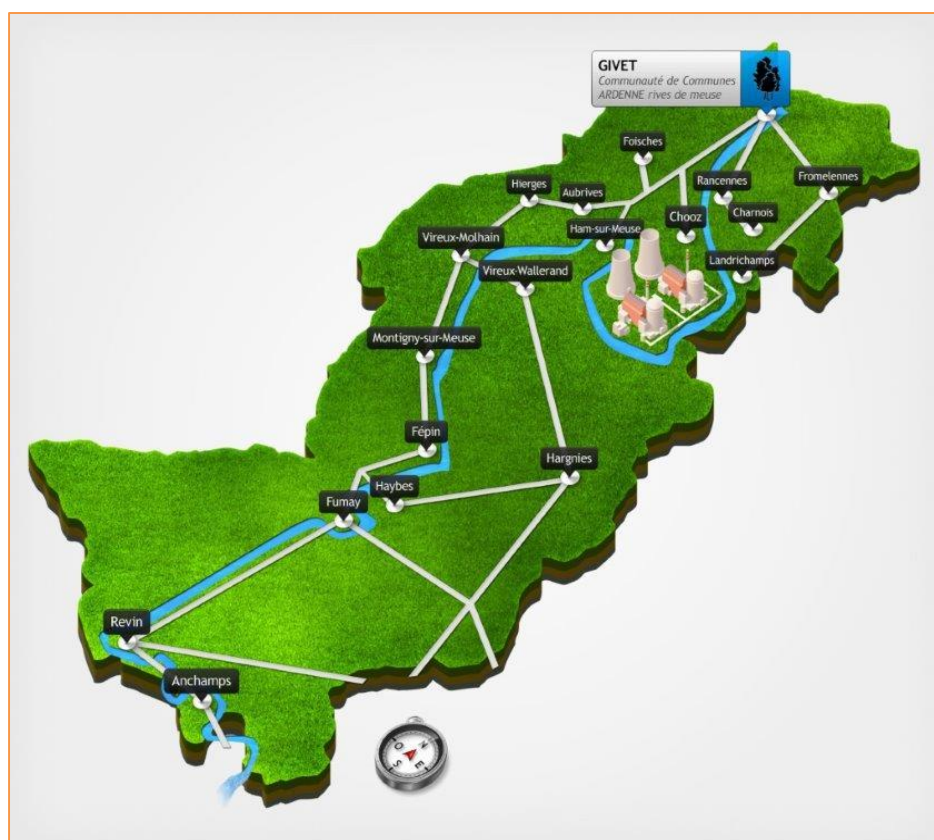 GIVET
Communauté de Communes
ARDENNE rives de meuse
Foisches
Rancennes
Fromelennes
Hierges
Aubrives
Charnois
Chooz
Ham-sur-Meuse
Vireux-Molhain
Landrichamps
Vireux-Wallerand
Montigny-sur-Meuse
Fépin
Hargnies
Haybes
Fumay
Revin
Anchamps
N
O
E
S